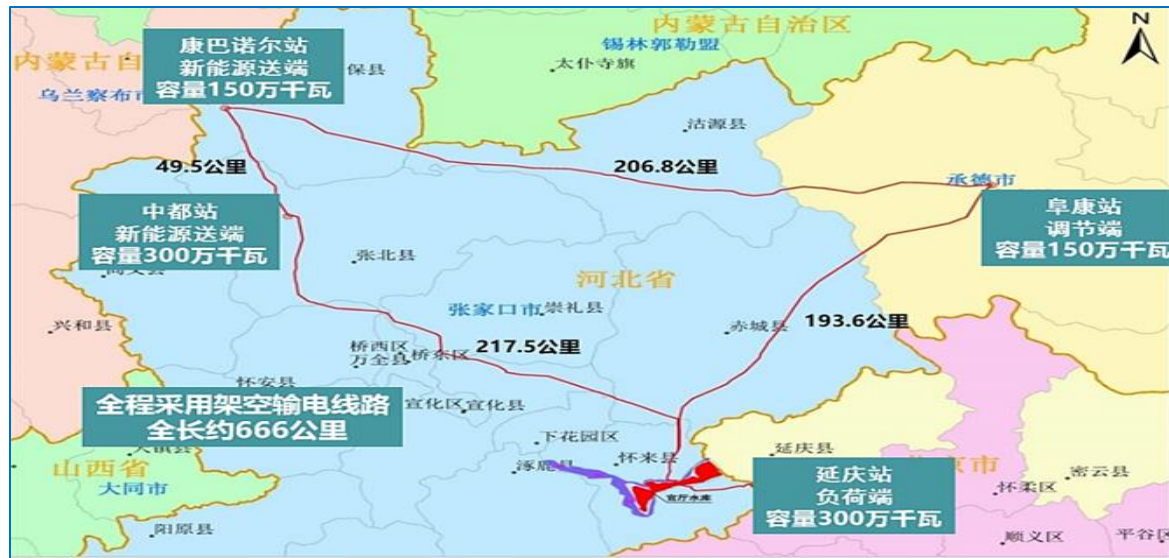 内蒙古自治区
锡林郭勒盟
太仆寺旗
N
康巴诺尔站
新能源送端
容量150万千瓦
内蒙古自
乌兰察布市
保县
沽源县
49.5公里
206.8公里
承德市
中都站
新能源送端
容量300万千瓦
阜康站
调节端
容量150万千瓦
张北县
河北省
张家口市
崇礼县
兴和县
赤城县
193.6公里
桥西区
万全县
桥东区
217.5公里
怀安县
全程采用架空输电线路
全长约666公里
宣化区
宣化县
下花园区
涿鹿县
怀来县
延庆县
官厅水库
延庆站
负荷端
容量300万千瓦
京市
密云县
怀柔区
顺义区
平谷区
山西省
大同市
阳原县